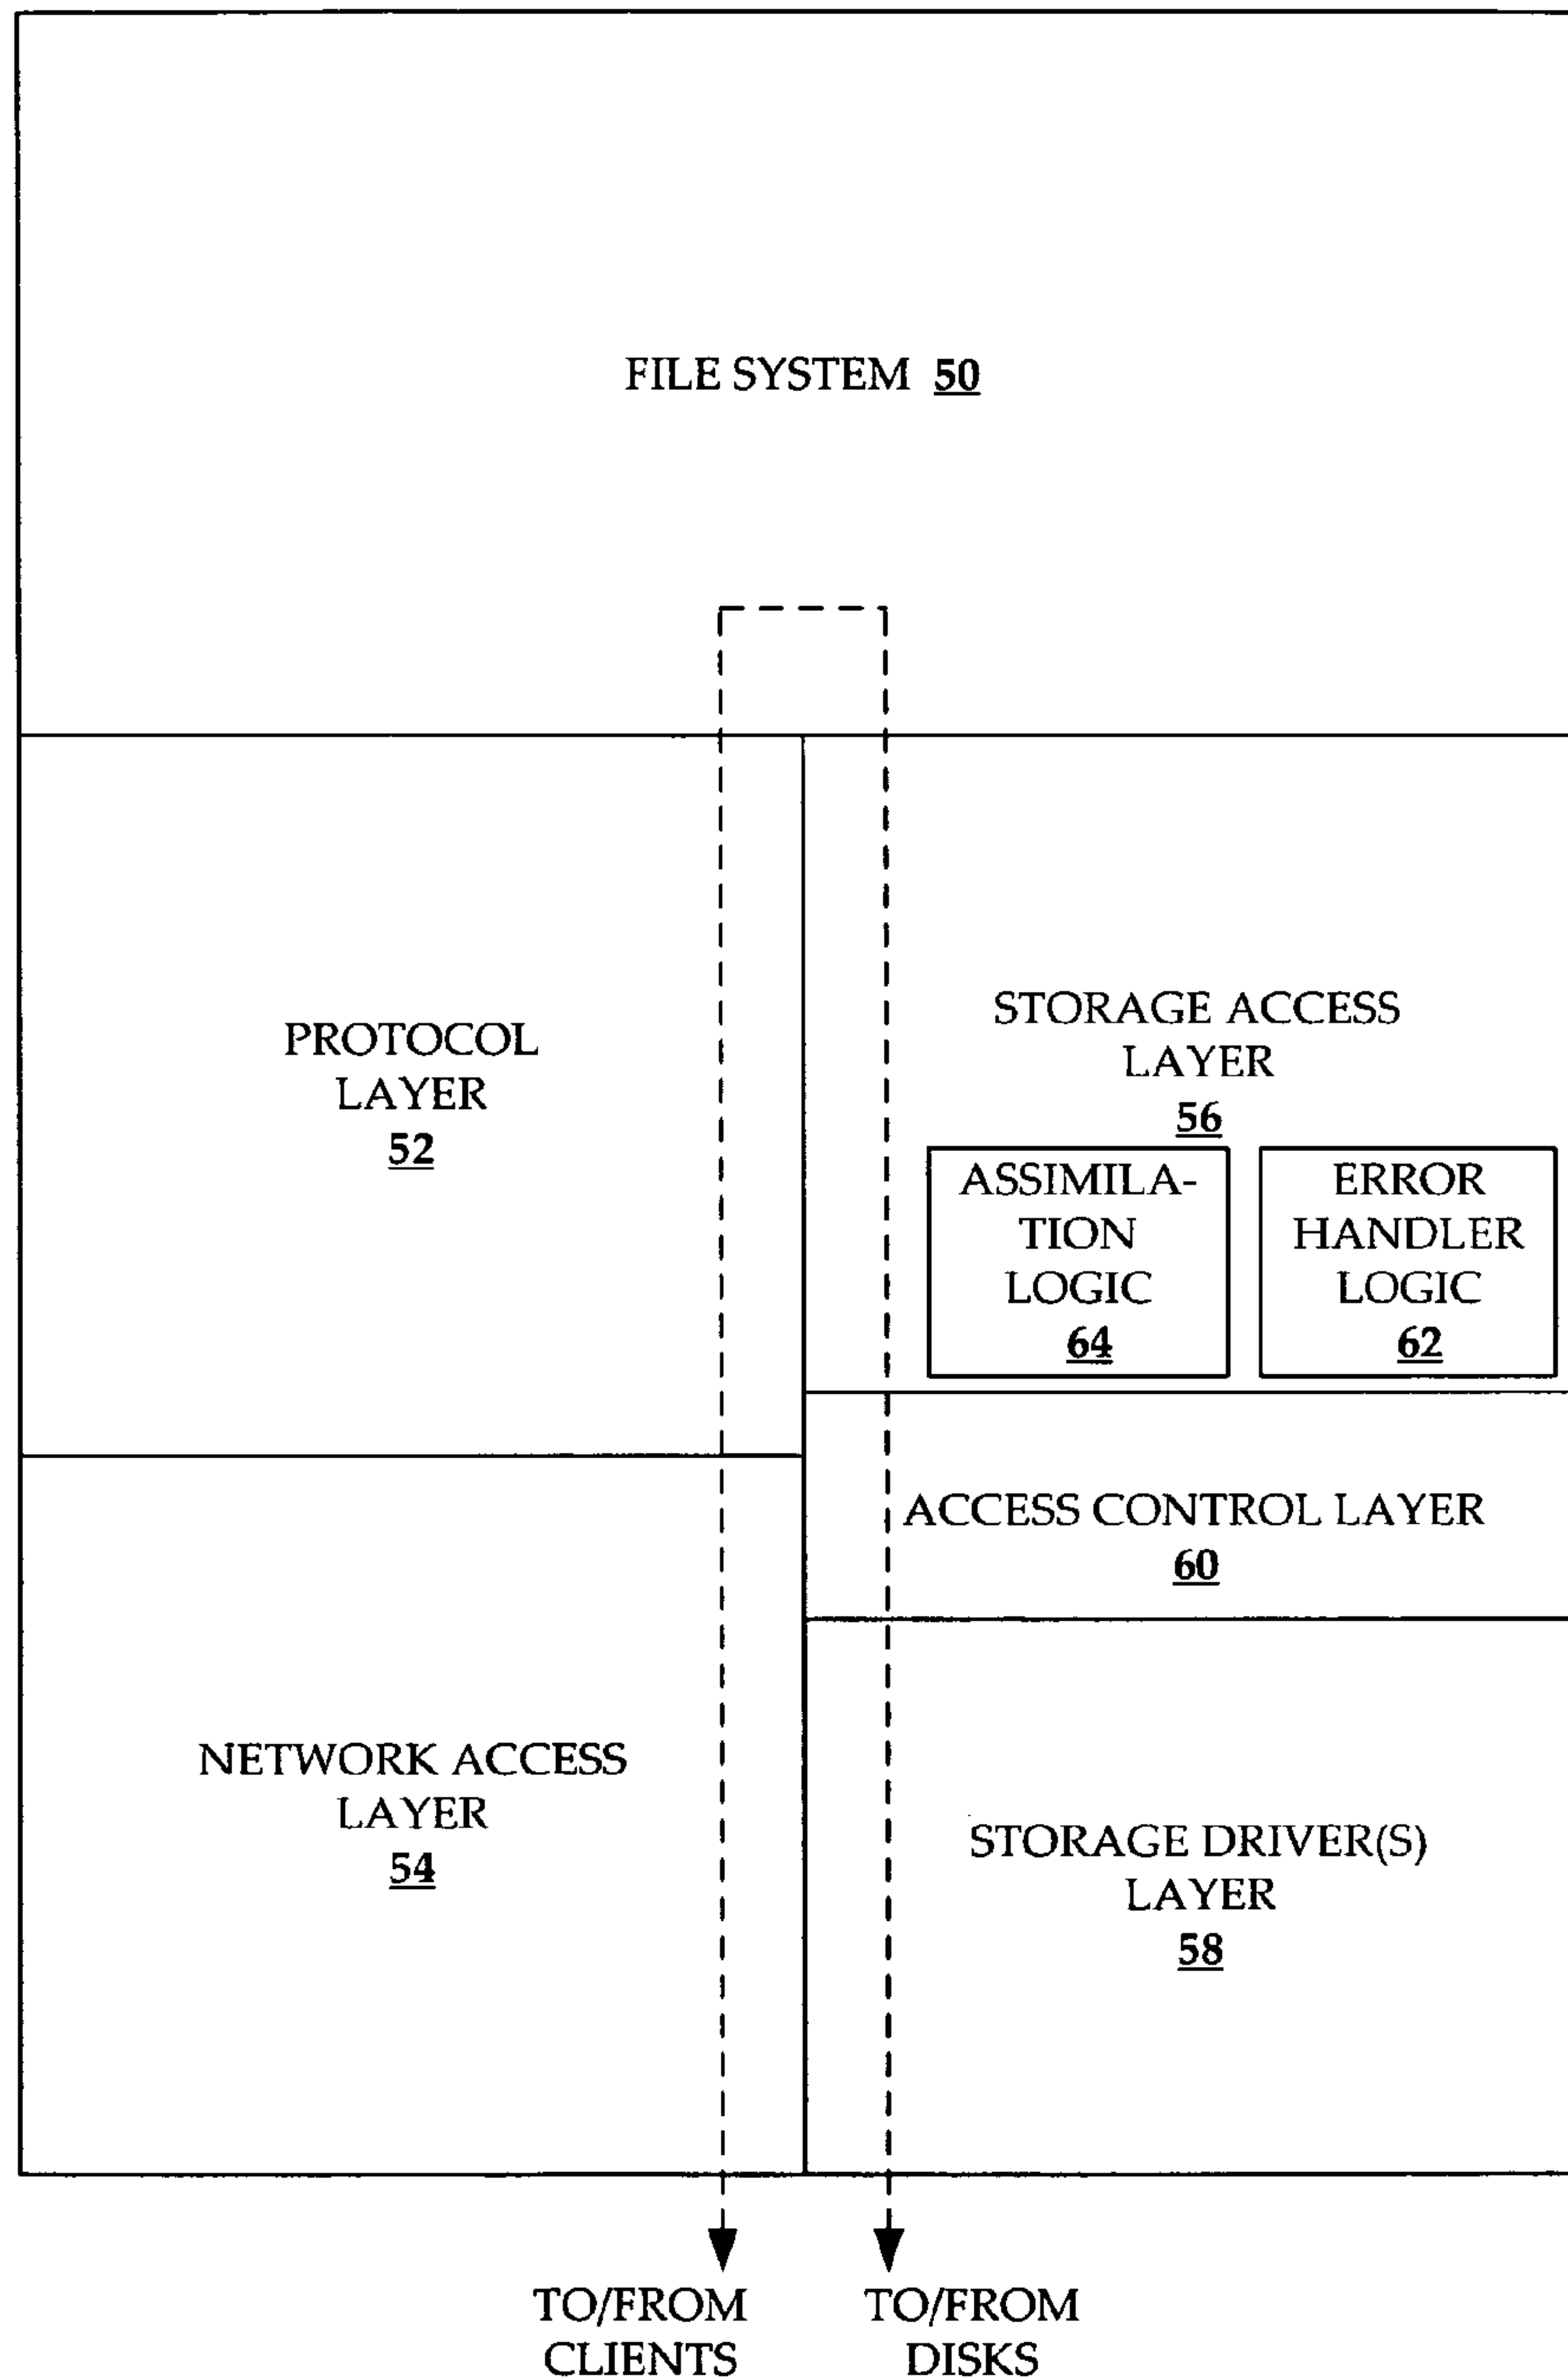 FILE SYSTEM 50
PROTOCOL
LAYER
52
STORAGE ACCESS
LAYER
56
ASSIMILA-
TION
LOGIC
64
ERROR
HANDLER
LOGIC
62
ACCESS CONTROL LAYER
60
NETWORK ACCESS
LAYER
54
STORAGE DRIVER(S)
LAYER
58
TO/FROM
CLIENTS
TO/FROM
DISKS